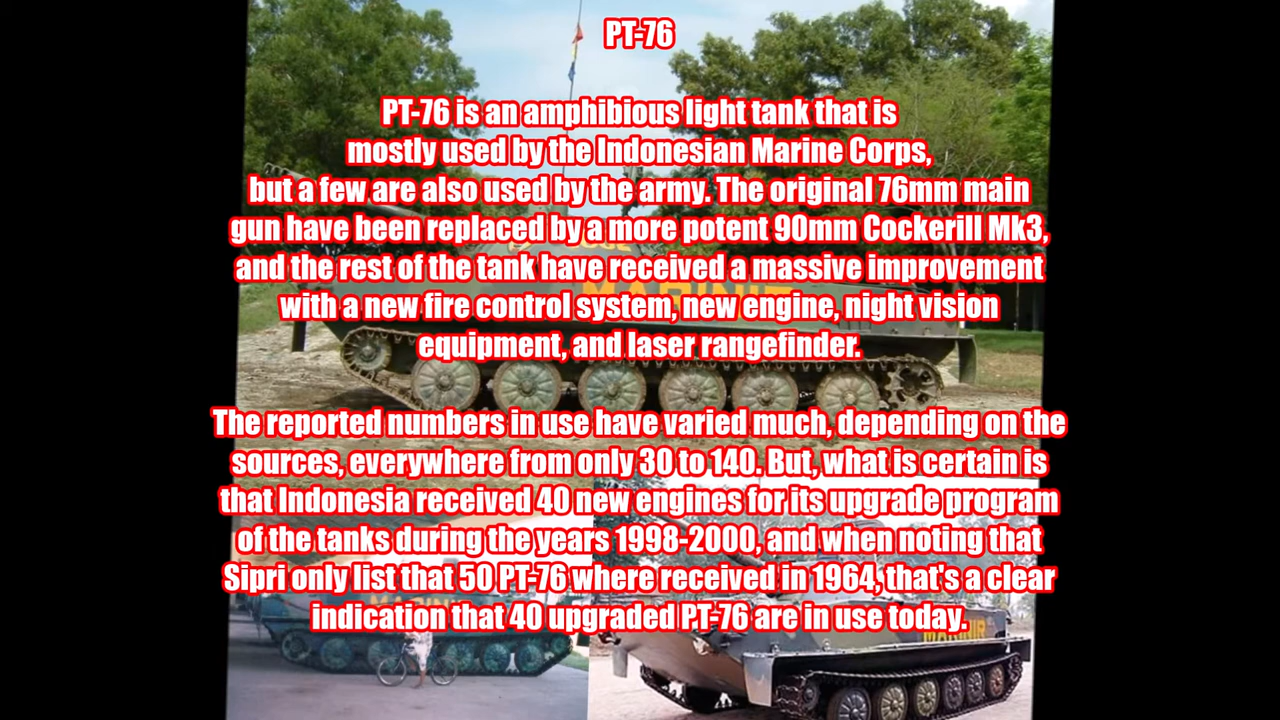 PT-76
PT-76 is an amphibious light tank that is
mostly used by the Indonesian Marine Corps,
but a few are also used by the army. The original 76mm main
gun have been replaced by a more potent 90mm Cockerill Mk3,
and the rest of the tank have received a massive improvement
with a new fire control system, new engine, night vision
equipment, and laser rangefinder.
The reported numbers in use have varied much, depending on the
sources, everywhere from only 30 to 140. But, what is certain is
that Indonesia received 40 new engines for its upgrade program
of the tanks during the years 1998-2000, and when noting that
Sipri only list that 50 PT-76 where received in 1964, that's a clear
indication that 40 upgraded PT-76 are in use today.
MARINIR
MARINIR